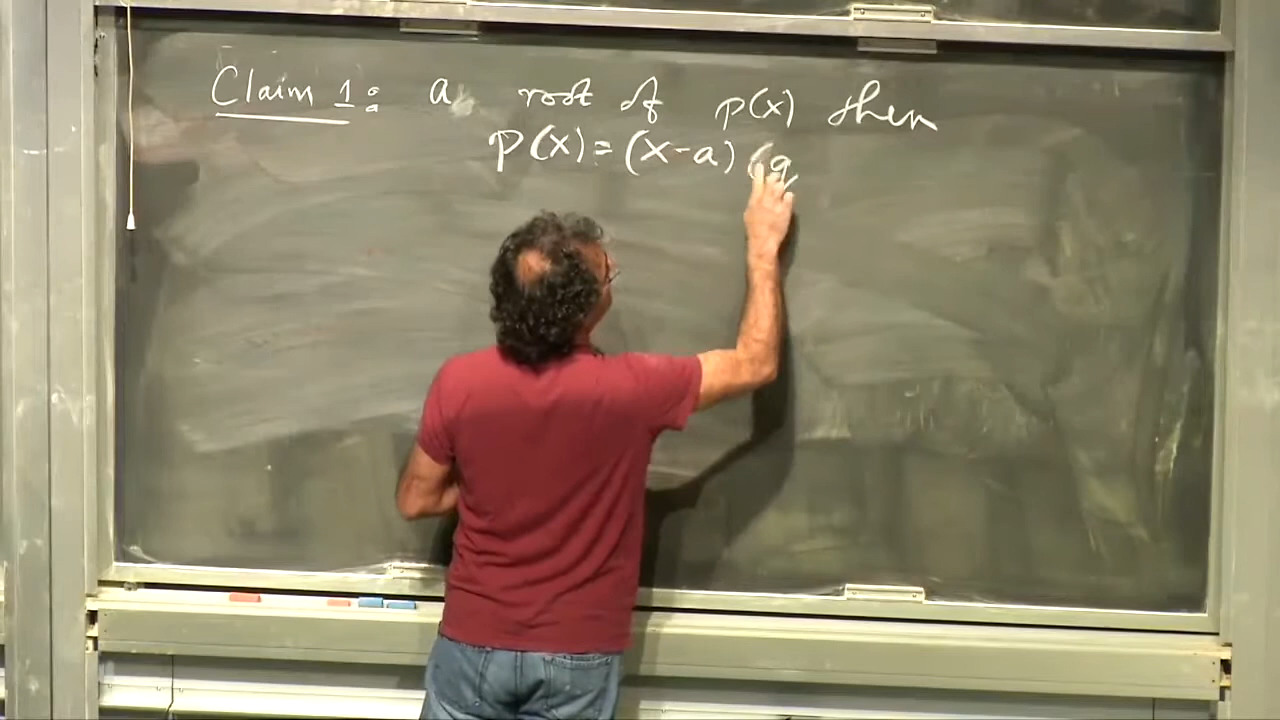 Claim 1: a root of p(x) then
p(x) = (x-a) (q